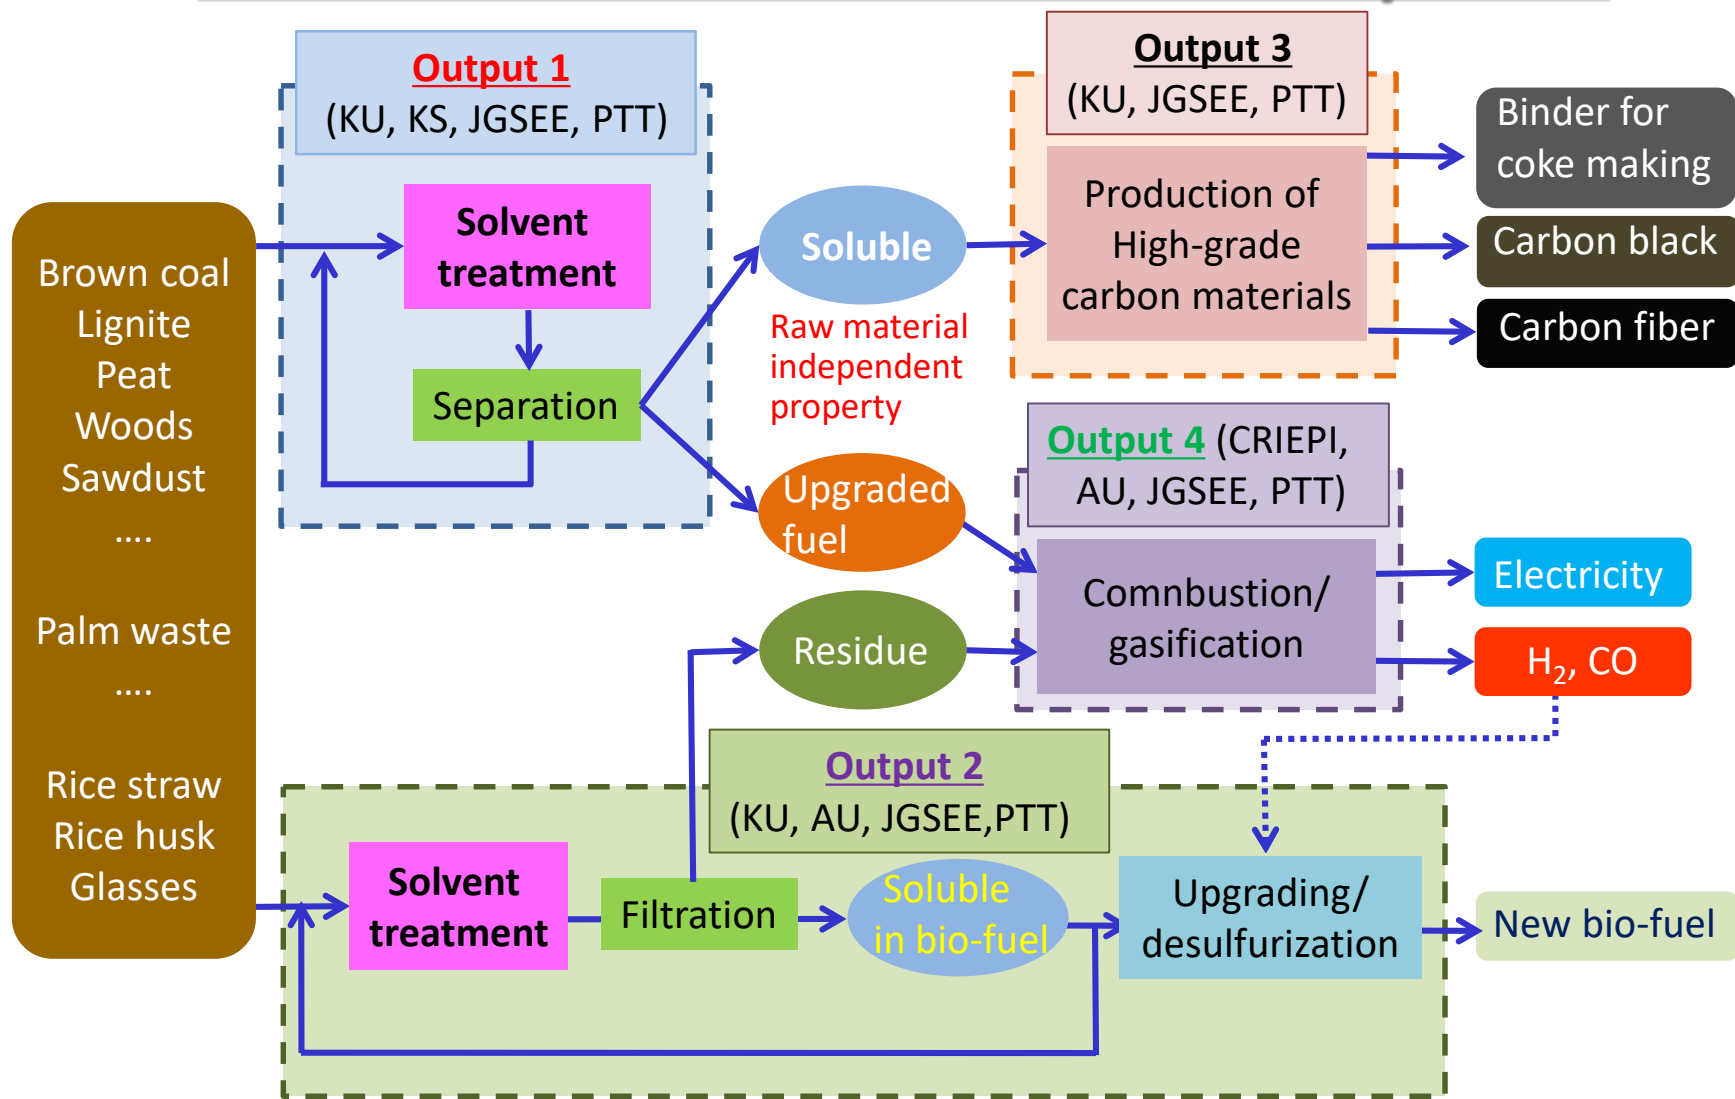 Output 1
(KU, KS, JGSEE, PTT)
Output 3
(KU, JGSEE, PTT)
Binder for
coke making
Carbon black
Carbon fiber
Production of
High-grade
carbon materials
Solvent
treatment
Separation
Soluble
Raw material
independent
property
Brown coal
Lignite
Peat
Woods
Sawdust
....
Palm waste
....
Rice straw
Rice husk
Glasses
Output 4 (CRIEPI,
AU, JGSEE, PTT)
Upgraded
fuel
Comnbustion/
gasification
Electricity
H₂, CO
Residue
Output 2
(KU, AU, JGSEE,PTT)
Solvent
treatment
Filtration
Soluble
in bio-fuel
Upgrading/
desulfurization
New bio-fuel